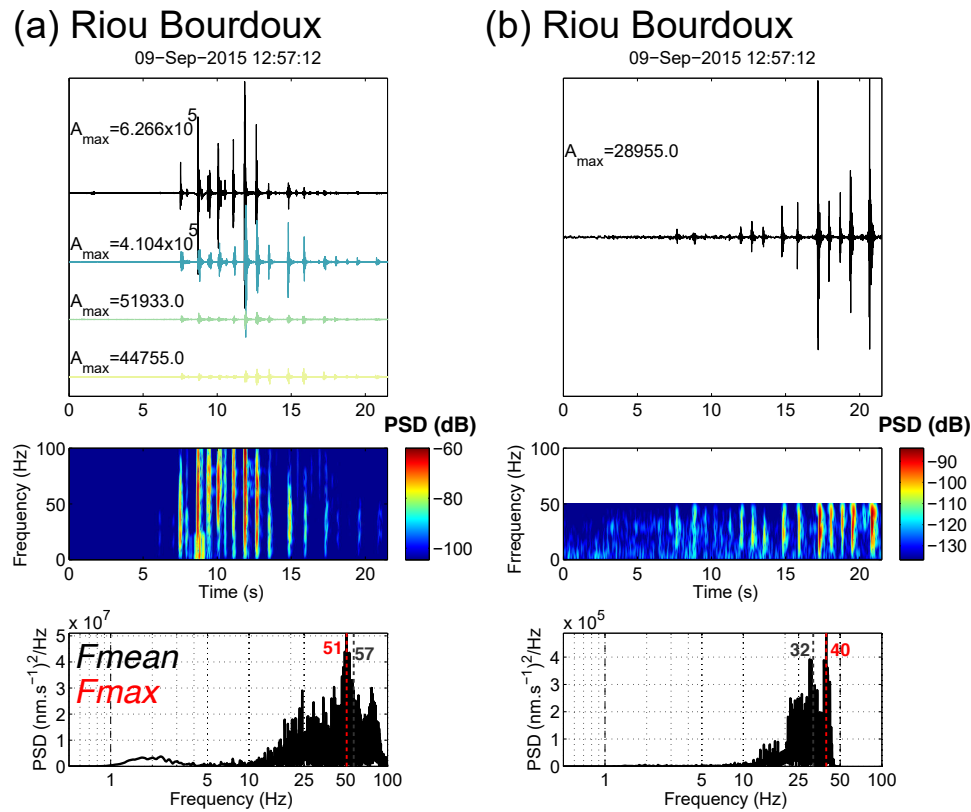 (a) Riou Bourdoux
09−Sep−2015 12:57:12
A_max=6.266x10^5
A_max=4.104x10^5
A_max=51933.0
A_max=44755.0
0 5 10 15 20
PSD (dB)
Frequency (Hz)
100
50
0
−60
−80
−100
0 5 10 15 20
Time (s)
x 10^7
PSD (nm.s^−1)^2/Hz
5
4
3
2
1
0
51
57
Fmean
Fmax
1 5 10 25 50 100
Frequency (Hz)
(b) Riou Bourdoux
09−Sep−2015 12:57:12
A_max=28955.0
0 5 10 15 20
PSD (dB)
Frequency (Hz)
100
50
0
−90
−100
−110
−120
−130
0 5 10 15 20
Time (s)
x 10^5
PSD (nm.s^−1)^2/Hz
4
3
2
1
0
32
40
1 5 10 25 50 100
Frequency (Hz)